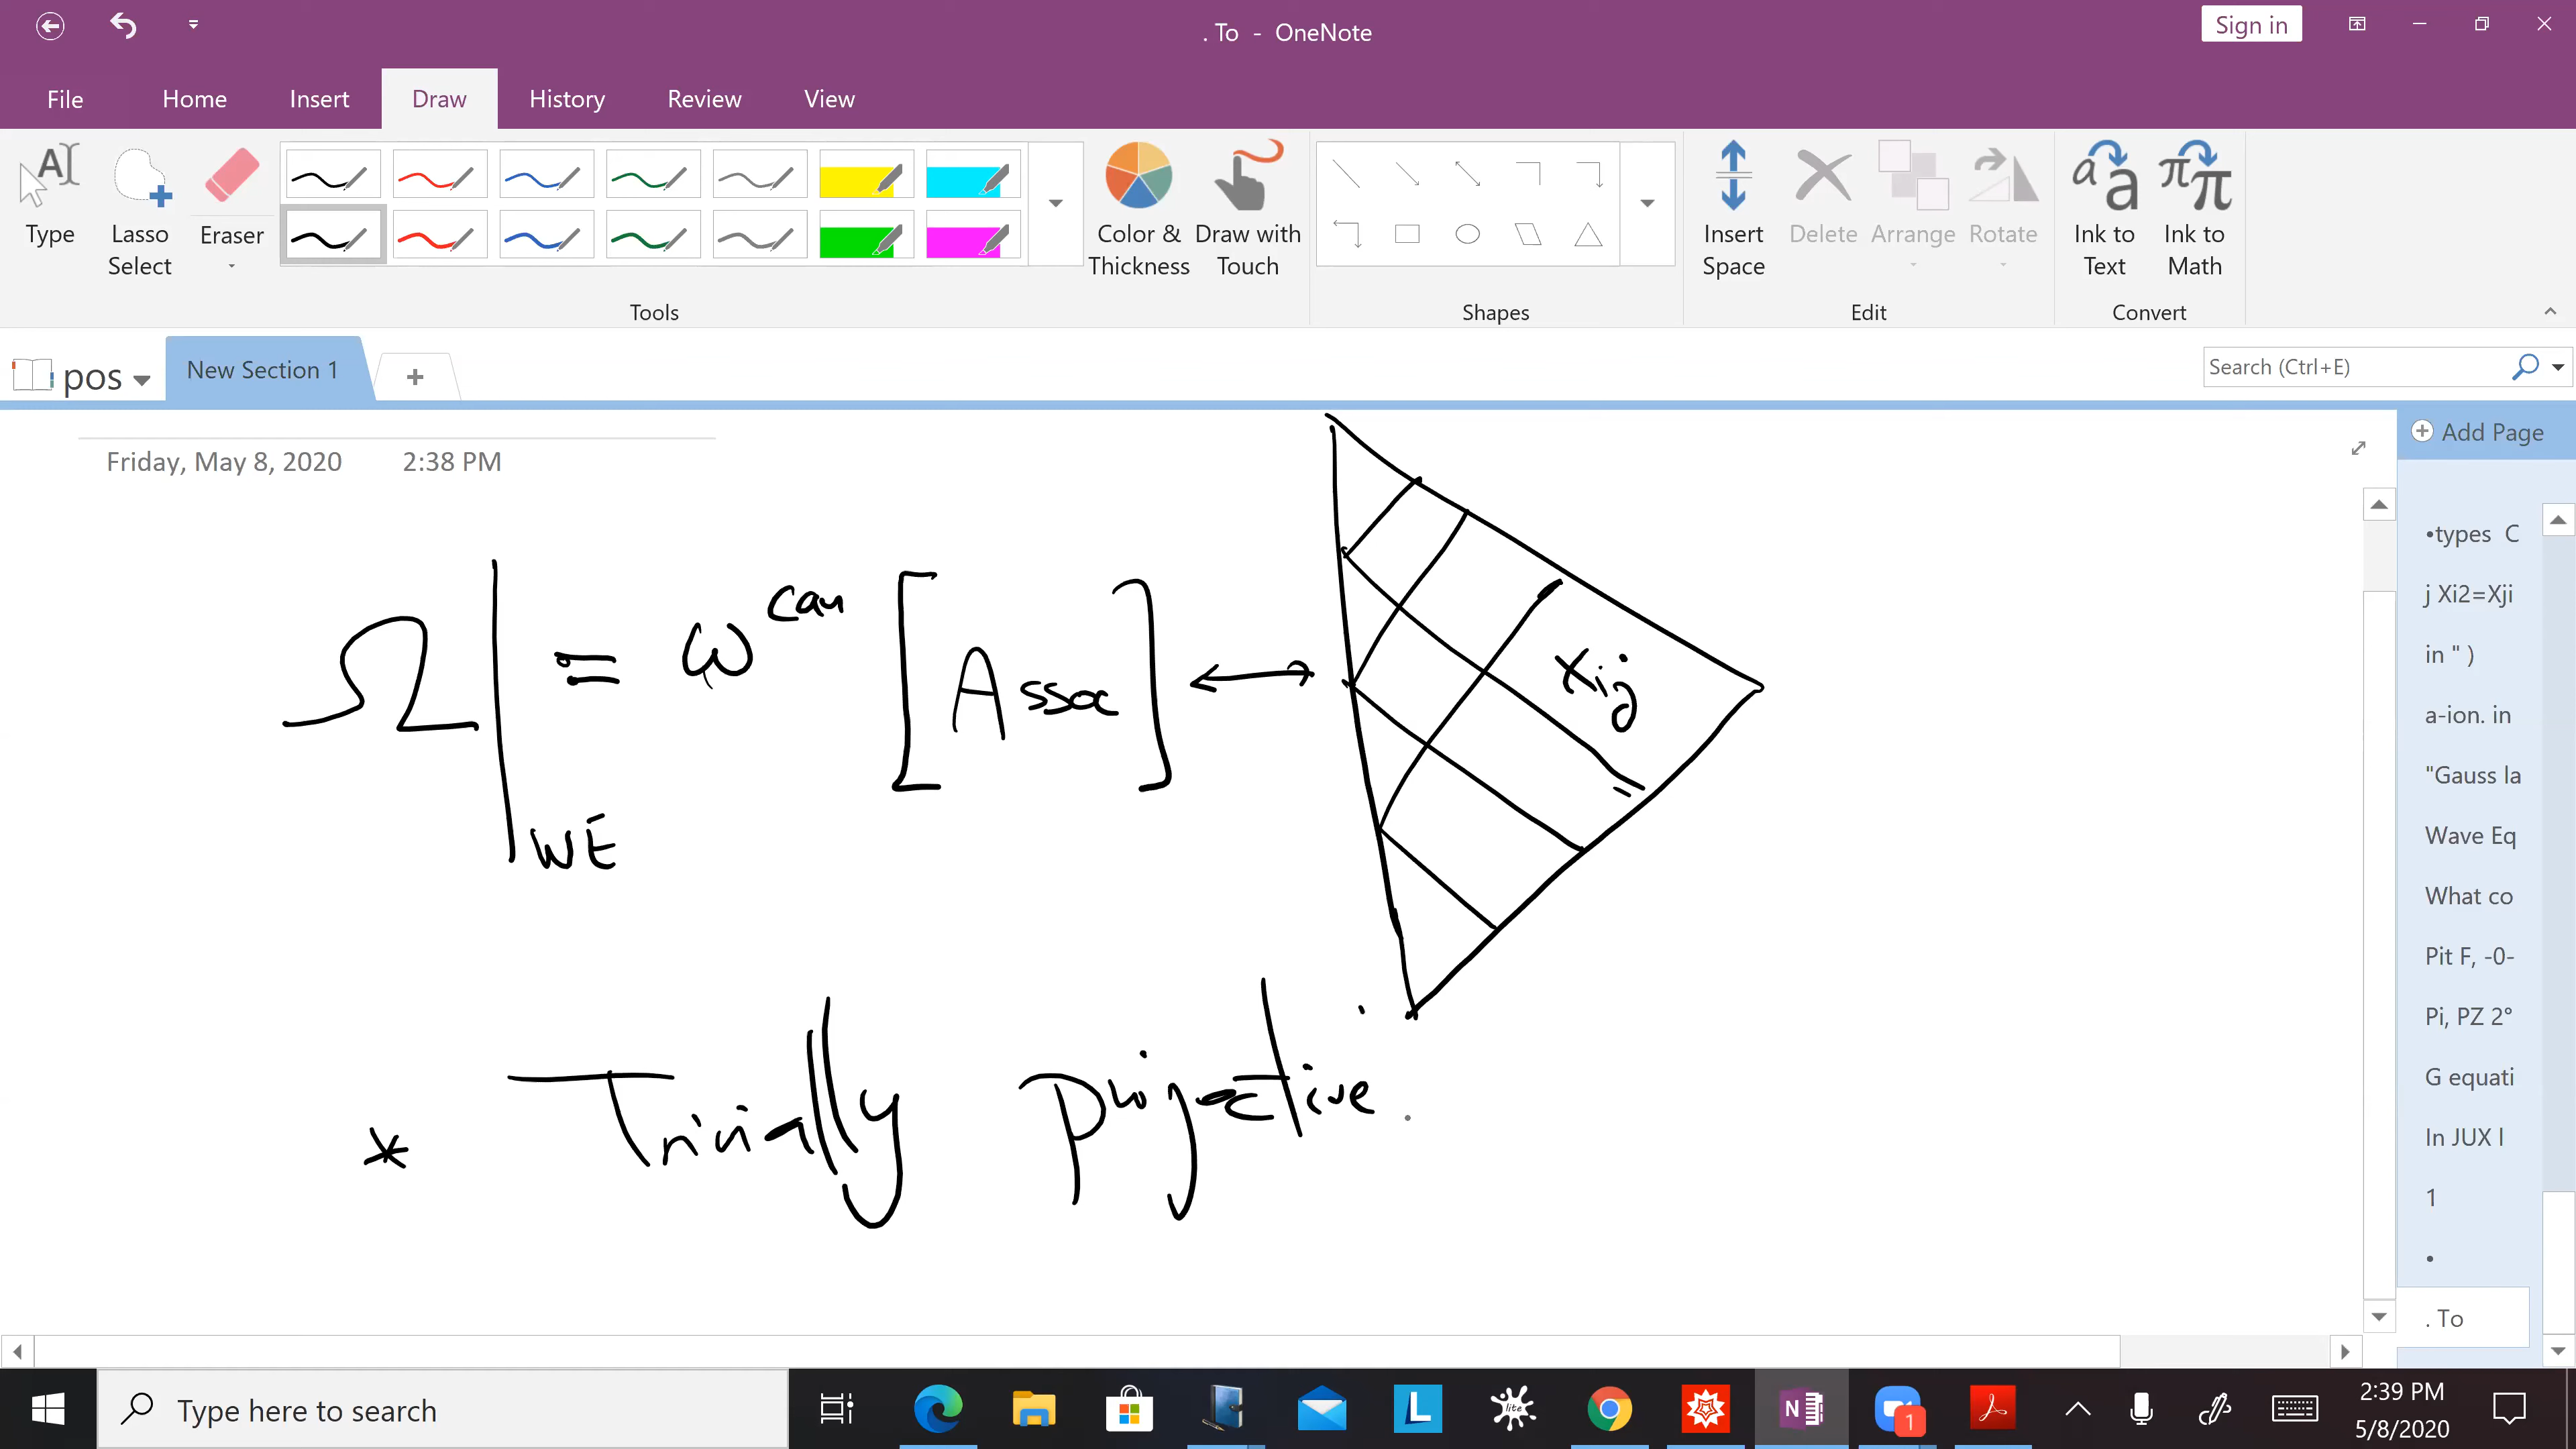 . To - OneNote
Sign in
File Home Insert Draw History Review View
Type
Lasso Select
Eraser
Color & Thickness
Draw with Touch
Insert Space
Delete
Arrange
Rotate
Ink to Text
Ink to Math
Tools
Shapes
Edit
Convert
pos
New Section 1
+
Search (Ctrl+E)
Add Page
Friday, May 8, 2020 2:38 PM
Ω|WE = ω^can [Assoc] ↔ Xij
* Trivially projective.
•types C
j Xi2=Xji
in " )
a-ion. in
"Gauss la
Wave Eq
What co
Pit F, -0-
Pi, PZ 2°
G equati
In JUX l
1
•
. To
Type here to search
L
lite
N
1
2:39 PM
5/8/2020